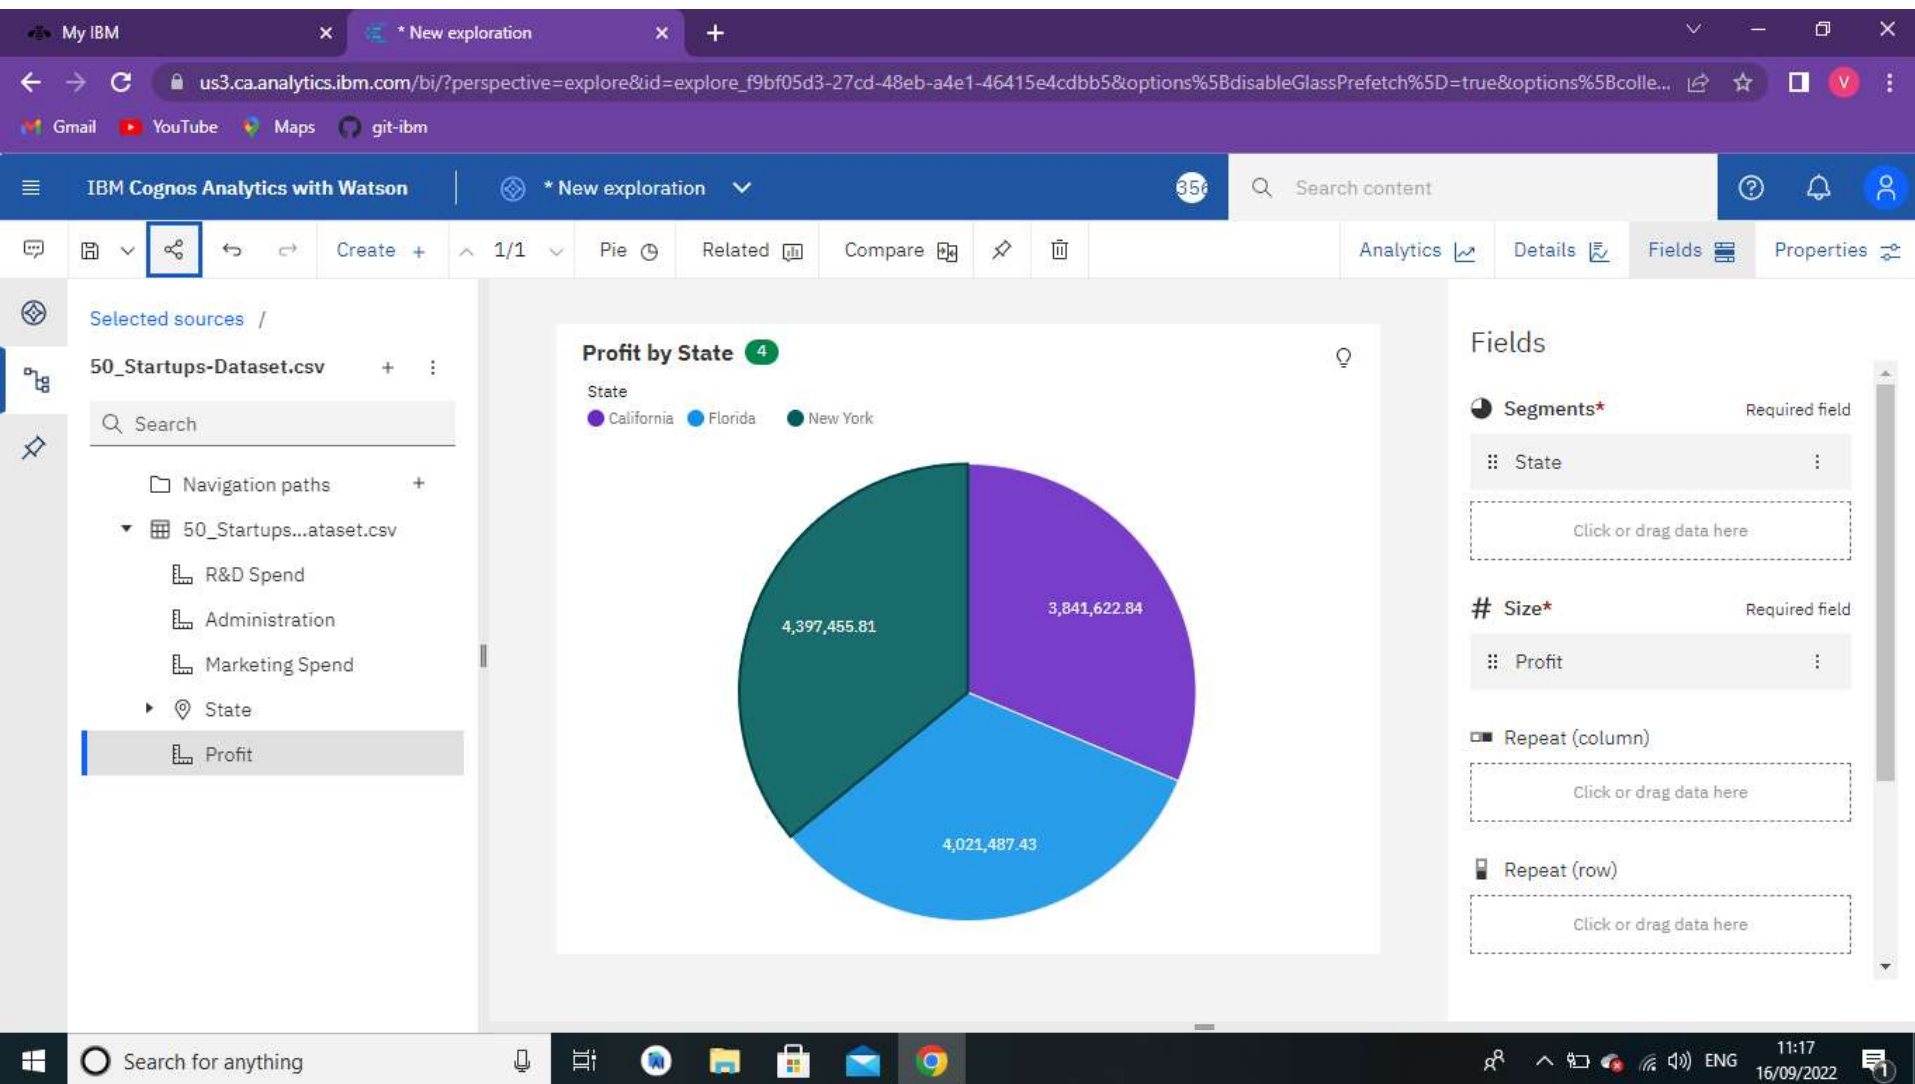 My IBM
* New exploration
us3.ca.analytics.ibm.com/bi/?perspective=explore&id=explore_f9bf05d3-27cd-48eb-a4e1-46415e4cdbb5&options%5BdisableGlassPrefetch%5D=true&options%5Bcolle...
V
Gmail YouTube Maps git-ibm
IBM Cognos Analytics with Watson
* New exploration
356
Search content
Create + 1/1 Pie Related Compare
Analytics Details Fields Properties
Selected sources /
50_Startups-Dataset.csv
Search
Navigation paths
50_Startups...ataset.csv
R&D Spend
Administration
Marketing Spend
State
Profit
Profit by State 4
State
California Florida New York
4,397,455.81
3,841,622.84
4,021,487.43
Fields
Segments* Required field
State
Click or drag data here
# Size* Required field
Profit
Repeat (column)
Click or drag data here
Repeat (row)
Click or drag data here
Search for anything
ENG
11:17
16/09/2022
1